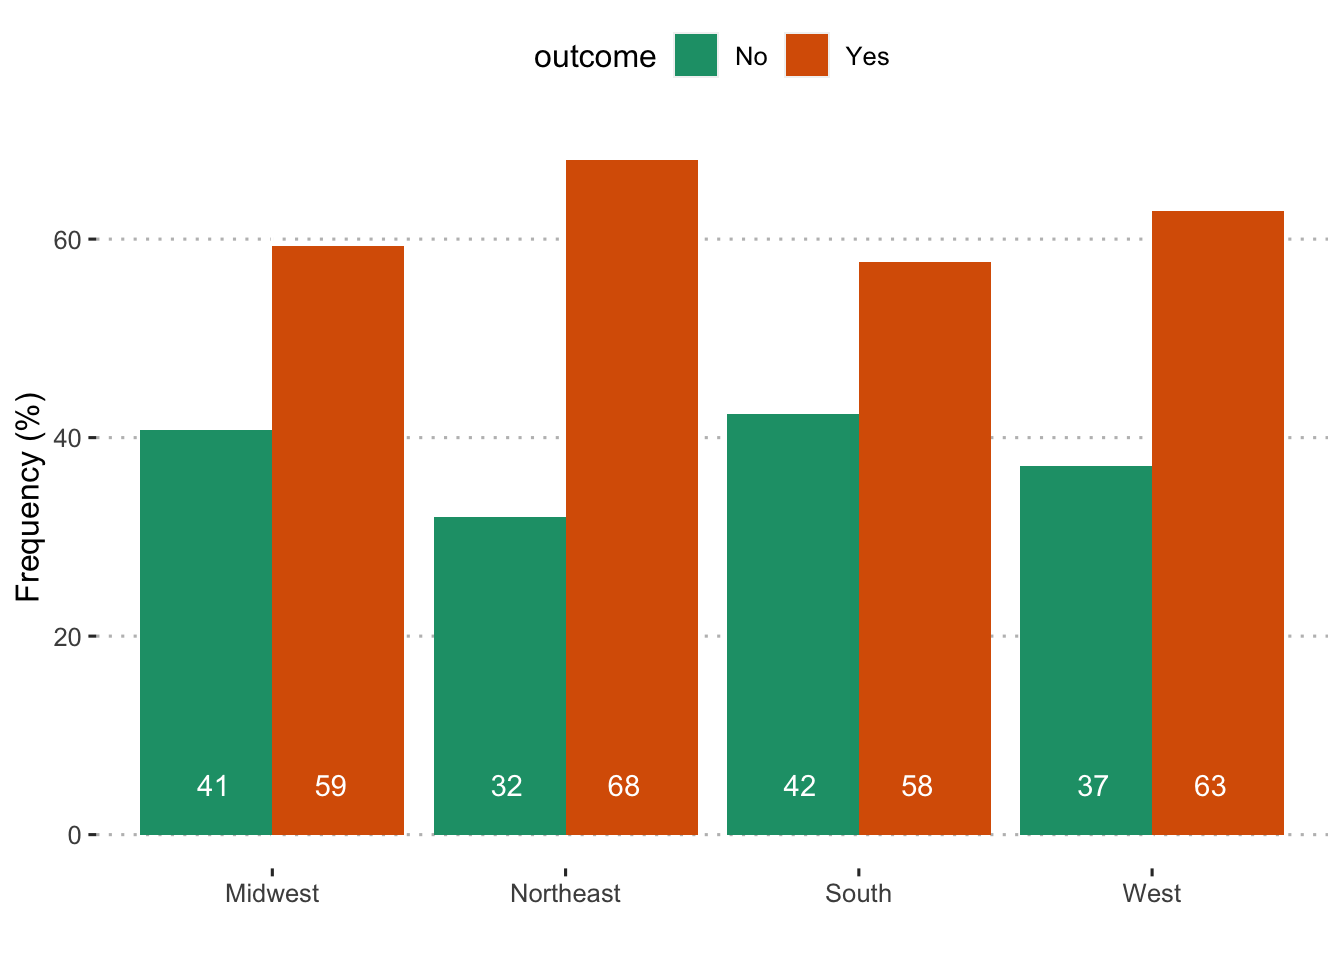 outcome No Yes
Frequency (%)
60
40
20
0
41 59 32 68 42 58 37 63
Midwest Northeast South West